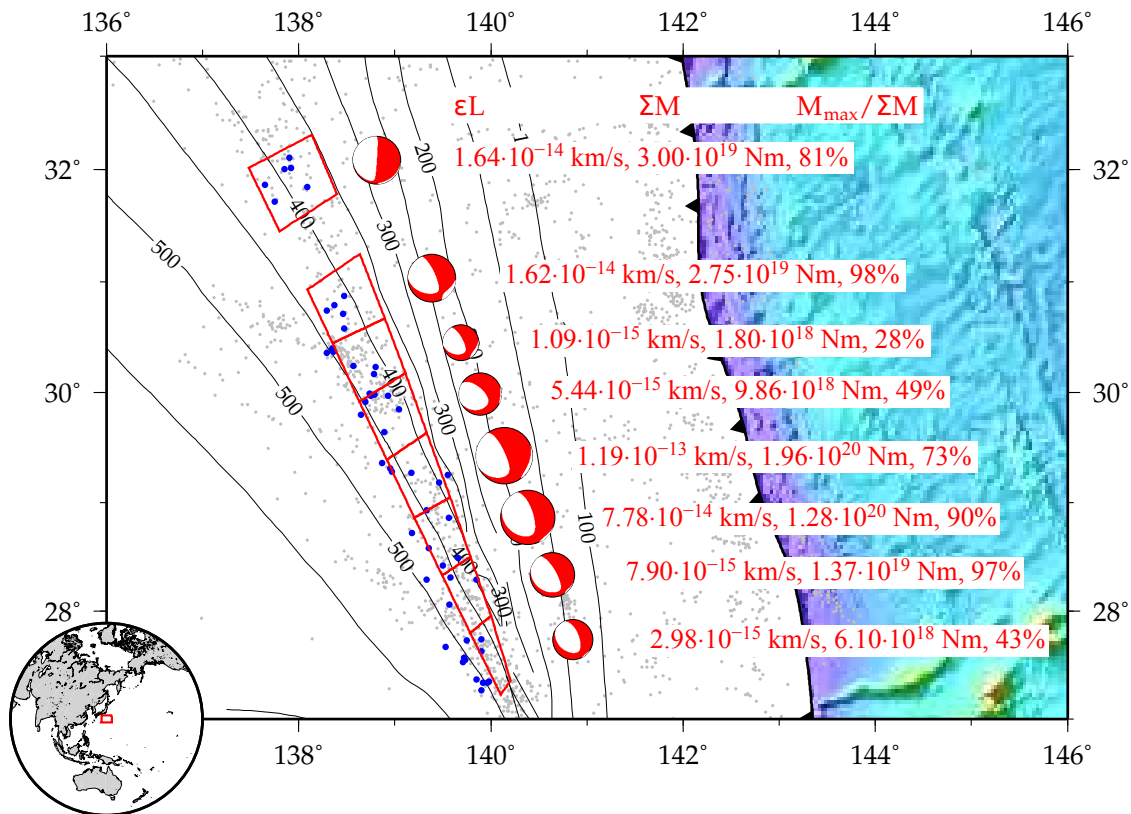 136° 138° 140° 142° 144° 146°
εL ΣM M_max/ΣM
200
32° 1.64·10⁻¹⁴ km/s, 3.00·10¹⁹ Nm, 81% 32°
400
300
500
1.62·10⁻¹⁴ km/s, 2.75·10¹⁹ Nm, 98%
1.09·10⁻¹⁵ km/s, 1.80·10¹⁸ Nm, 28%
400
30° 5.44·10⁻¹⁵ km/s, 9.86·10¹⁸ Nm, 49% 30°
500
300
1.19·10⁻¹³ km/s, 1.96·10²⁰ Nm, 73%
7.78·10⁻¹⁴ km/s, 1.28·10²⁰ Nm, 90%
100
400
500
7.90·10⁻¹⁵ km/s, 1.37·10¹⁹ Nm, 97%
300
28° 2.98·10⁻¹⁵ km/s, 6.10·10¹⁸ Nm, 43% 28°
138° 140° 142° 144° 146°